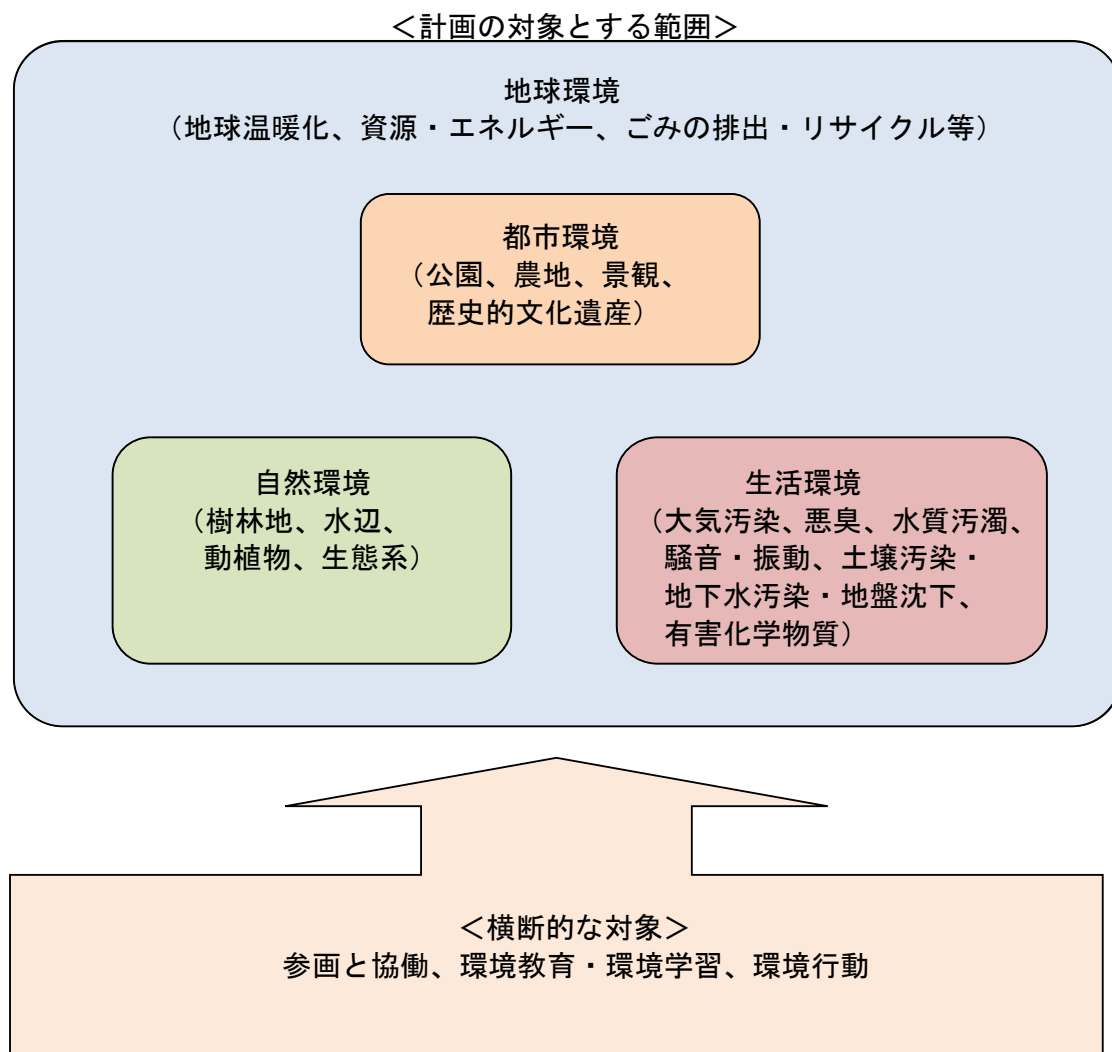 ＜計画の対象とする範囲＞
地球環境
（地球温暖化、資源・エネルギー、ごみの排出・リサイクル等）
都市環境
（公園、農地、景観、
歴史的文化遺産）
自然環境
（樹林地、水辺、
動植物、生態系）
生活環境
（大気汚染、悪臭、水質汚濁、
騒音・振動、土壌汚染・
地下水汚染・地盤沈下、
有害化学物質）
＜横断的な対象＞
参画と協働、環境教育・環境学習、環境行動